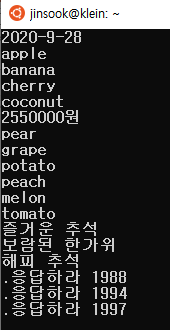 jinsook@klein: ~
2020-9-28
apple
banana
cherry
coconut
2550000원
pear
grape
potato
peach
melon
tomato
즐거운 추석
보람된 한가위
해피 추석
.응답하라 1988
.응답하라 1994
.응답하라 1997